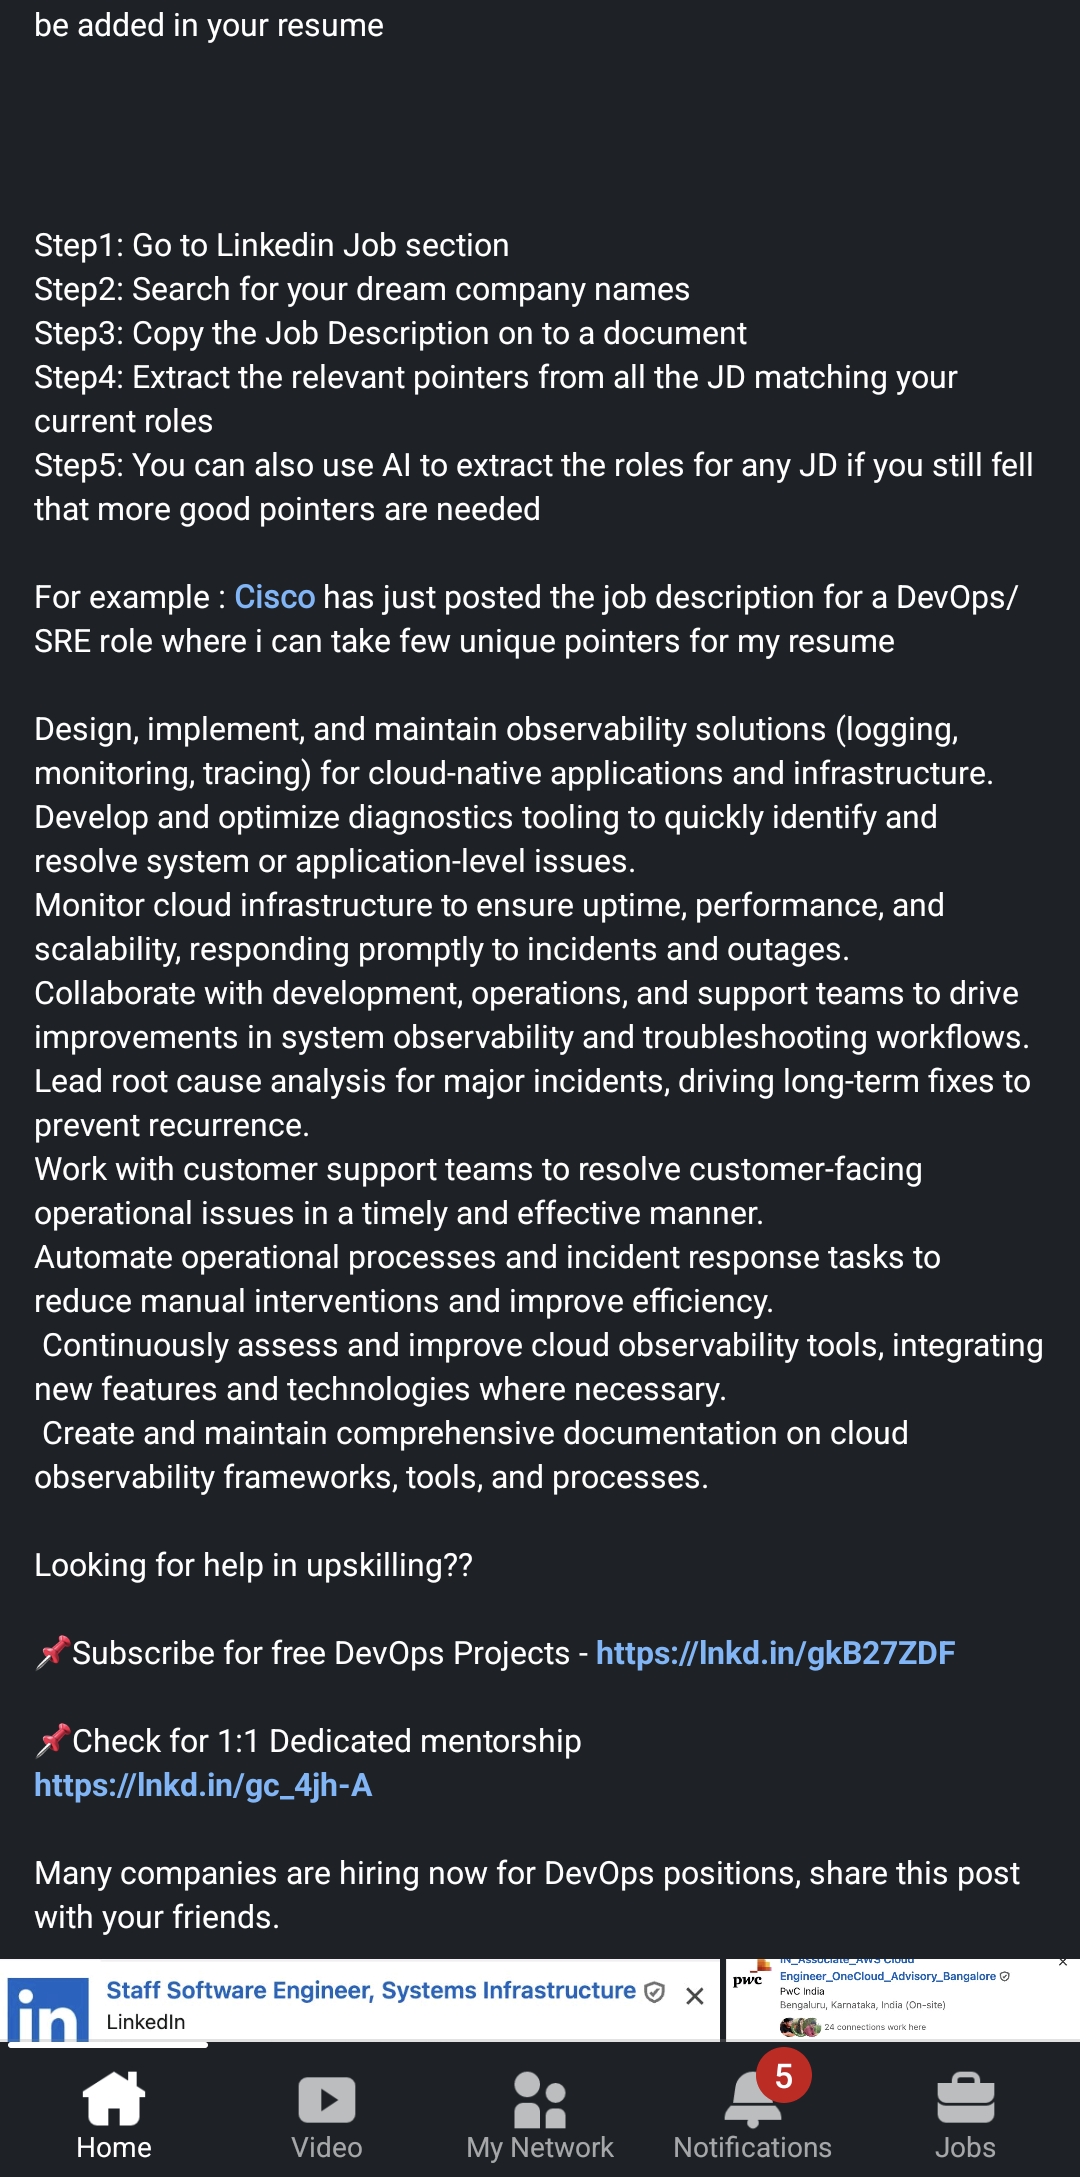 be added in your resume
Step1: Go to Linkedin Job section
Step2: Search for your dream company names
Step3: Copy the Job Description on to a document
Step4: Extract the relevant pointers from all the JD matching your
current roles
Step5: You can also use AI to extract the roles for any JD if you still fell
that more good pointers are needed
For example : Cisco has just posted the job description for a DevOps/
SRE role where i can take few unique pointers for my resume
Design, implement, and maintain observability solutions (logging,
monitoring, tracing) for cloud-native applications and infrastructure.
Develop and optimize diagnostics tooling to quickly identify and
resolve system or application-level issues.
Monitor cloud infrastructure to ensure uptime, performance, and
scalability, responding promptly to incidents and outages.
Collaborate with development, operations, and support teams to drive
improvements in system observability and troubleshooting workflows.
Lead root cause analysis for major incidents, driving long-term fixes to
prevent recurrence.
Work with customer support teams to resolve customer-facing
operational issues in a timely and effective manner.
Automate operational processes and incident response tasks to
reduce manual interventions and improve efficiency.
Continuously assess and improve cloud observability tools, integrating
new features and technologies where necessary.
Create and maintain comprehensive documentation on cloud
observability frameworks, tools, and processes.
Looking for help in upskilling??
📌Subscribe for free DevOps Projects - https://lnkd.in/gkB27ZDF
📌Check for 1:1 Dedicated mentorship
https://lnkd.in/gc_4jh-A
Many companies are hiring now for DevOps positions, share this post
with your friends.
in
Staff Software Engineer, Systems Infrastructure
LinkedIn
pwc
IN_Associate_AWS Cloud
Engineer_OneCloud_Advisory_Bangalore
PwC India
Bengaluru, Karnataka, India (On-site)
24 connections work here
5
Home
Video
My Network
Notifications
Jobs